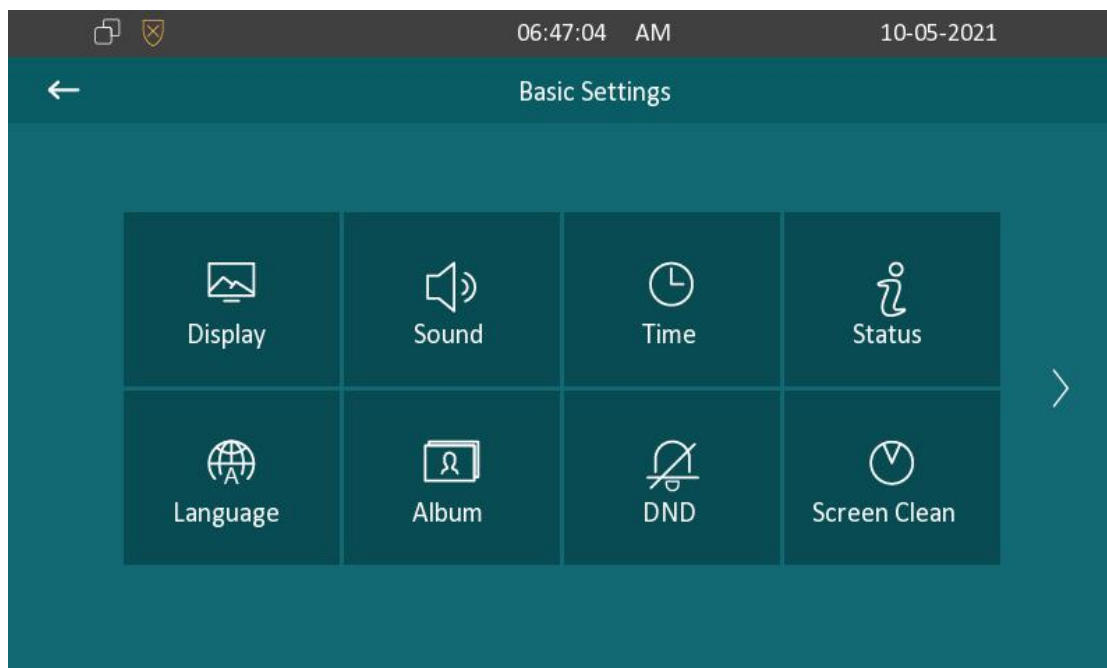 06:47:04 AM 10-05-2021
Basic Settings
Display Sound Time Status
Language Album DND Screen Clean